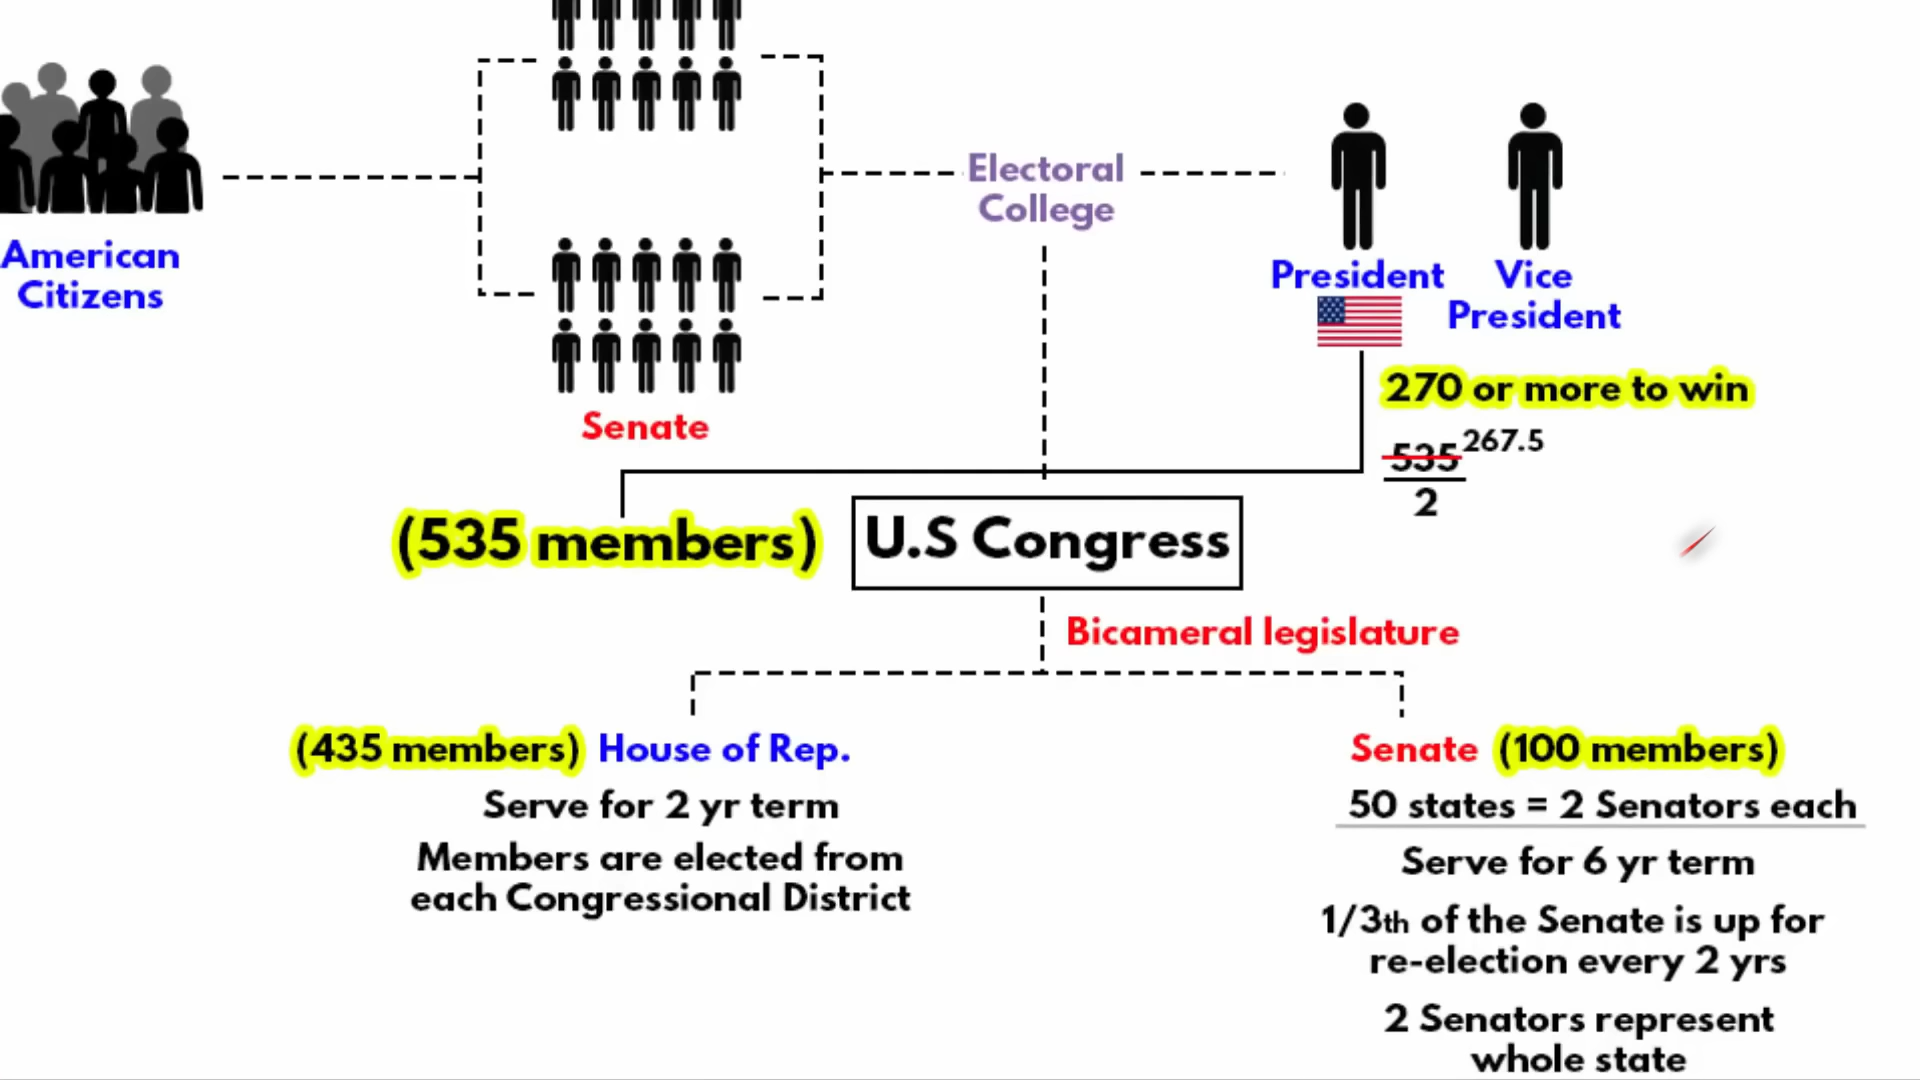 American
Citizens
Senate
Electoral
College
President
Vice
President
270 or more to win
535 267.5
2
(535 members)
U.S Congress
Bicameral legislature
(435 members) House of Rep.
Serve for 2 yr term
Members are elected from
each Congressional District
Senate (100 members)
50 states = 2 Senators each
Serve for 6 yr term
1/3th of the Senate is up for
re-election every 2 yrs
2 Senators represent
whole state